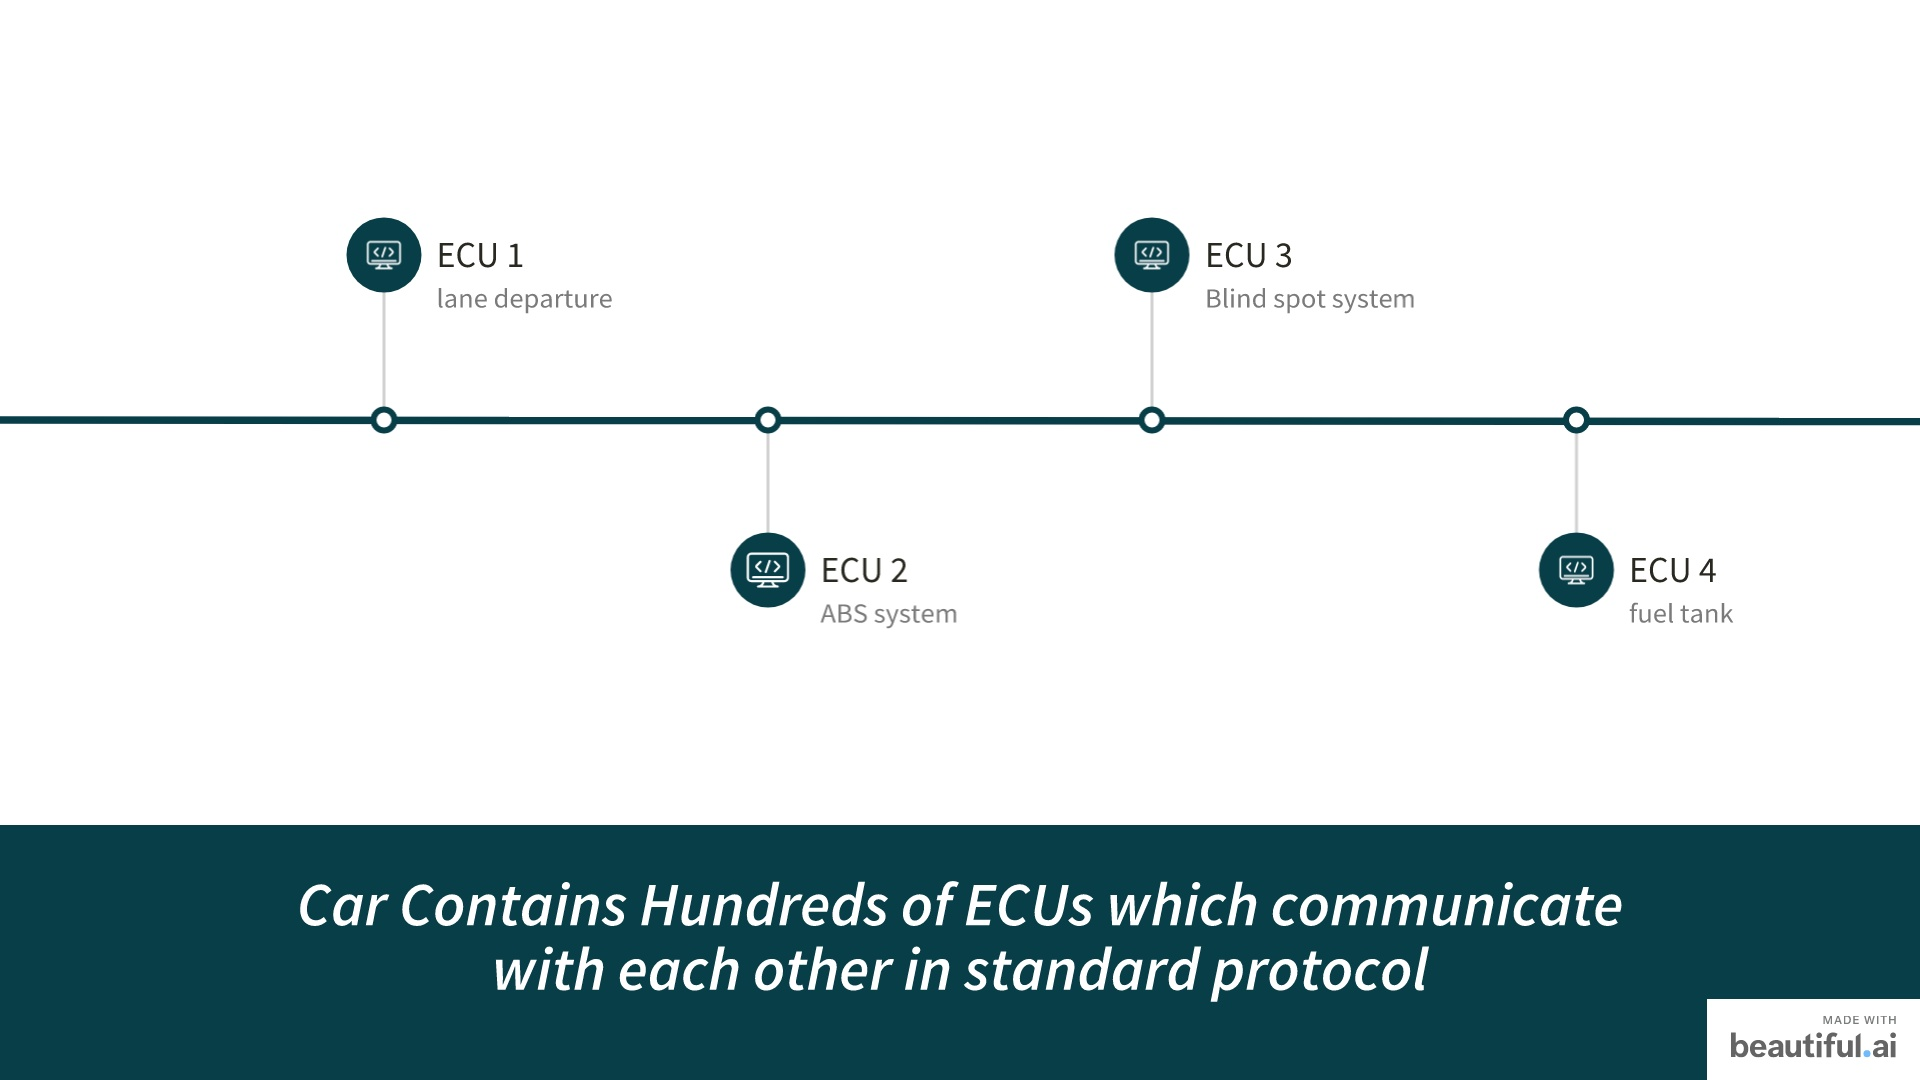 ECU 1
lane departure
ECU 3
Blind spot system
ECU 2
ABS system
ECU 4
fuel tank
Car Contains Hundreds of ECUs which communicate
with each other in standard protocol
MADE WITH
beautiful.ai